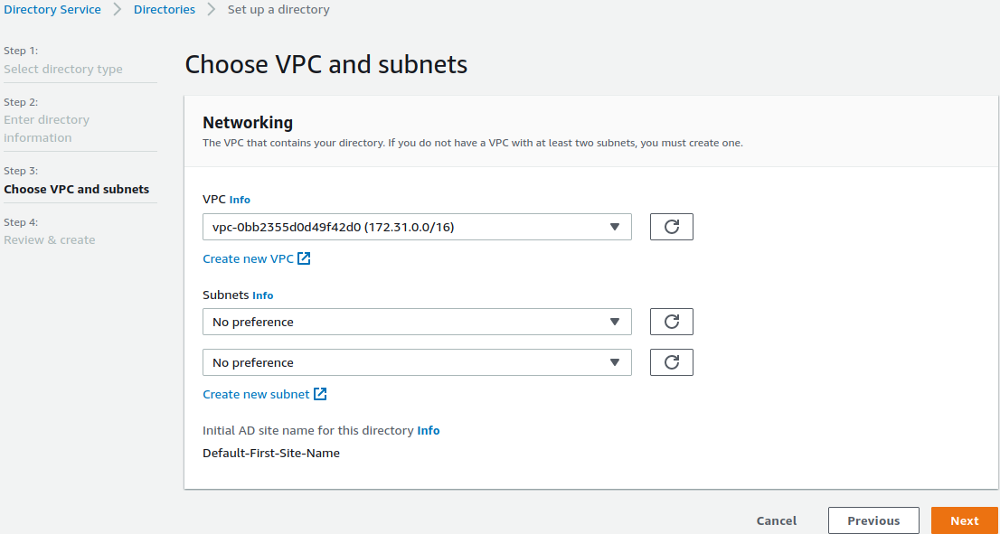 Directory Service > Directories > Set up a directory
Step 1:
Select directory type
Step 2:
Enter directory
information
Step 3:
Choose VPC and subnets
Step 4:
Review & create
Choose VPC and subnets
Networking
The VPC that contains your directory. If you do not have a VPC with at least two subnets, you must create one.
VPC Info
vpc-0bb2355d0d49f42d0 (172.31.0.0/16)
Create new VPC
Subnets Info
No preference
No preference
Create new subnet
Initial AD site name for this directory Info
Default-First-Site-Name
Cancel Previous Next